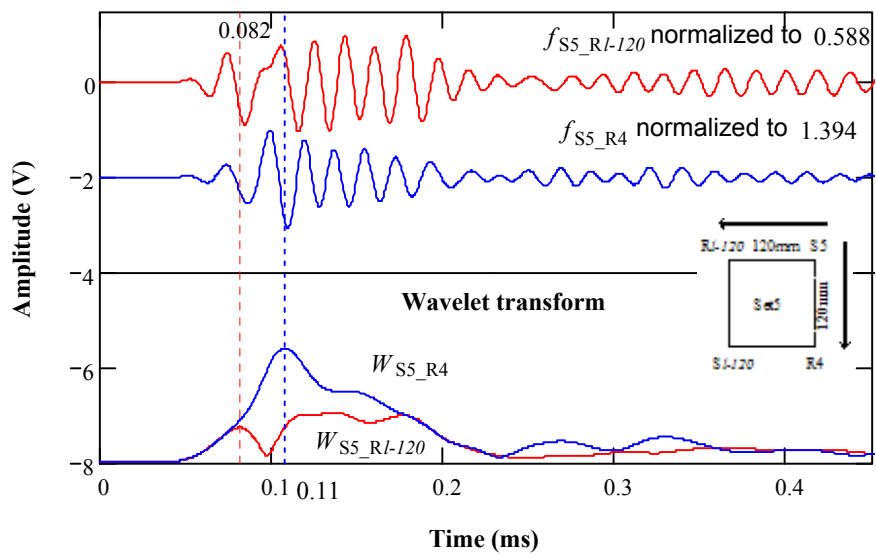 0.082
f S5_Rl-120 normalized to 0.588
0
f S5_R4 normalized to 1.394
−2
Amplitude (V)
−4
Rl-120 120mm S5
Wavelet transform
Set5
120mm
−6
W S5_R4
Sl-120 R4
W S5_Rl-120
−8
0 0.1 0.11 0.2 0.3 0.4
Time (ms)